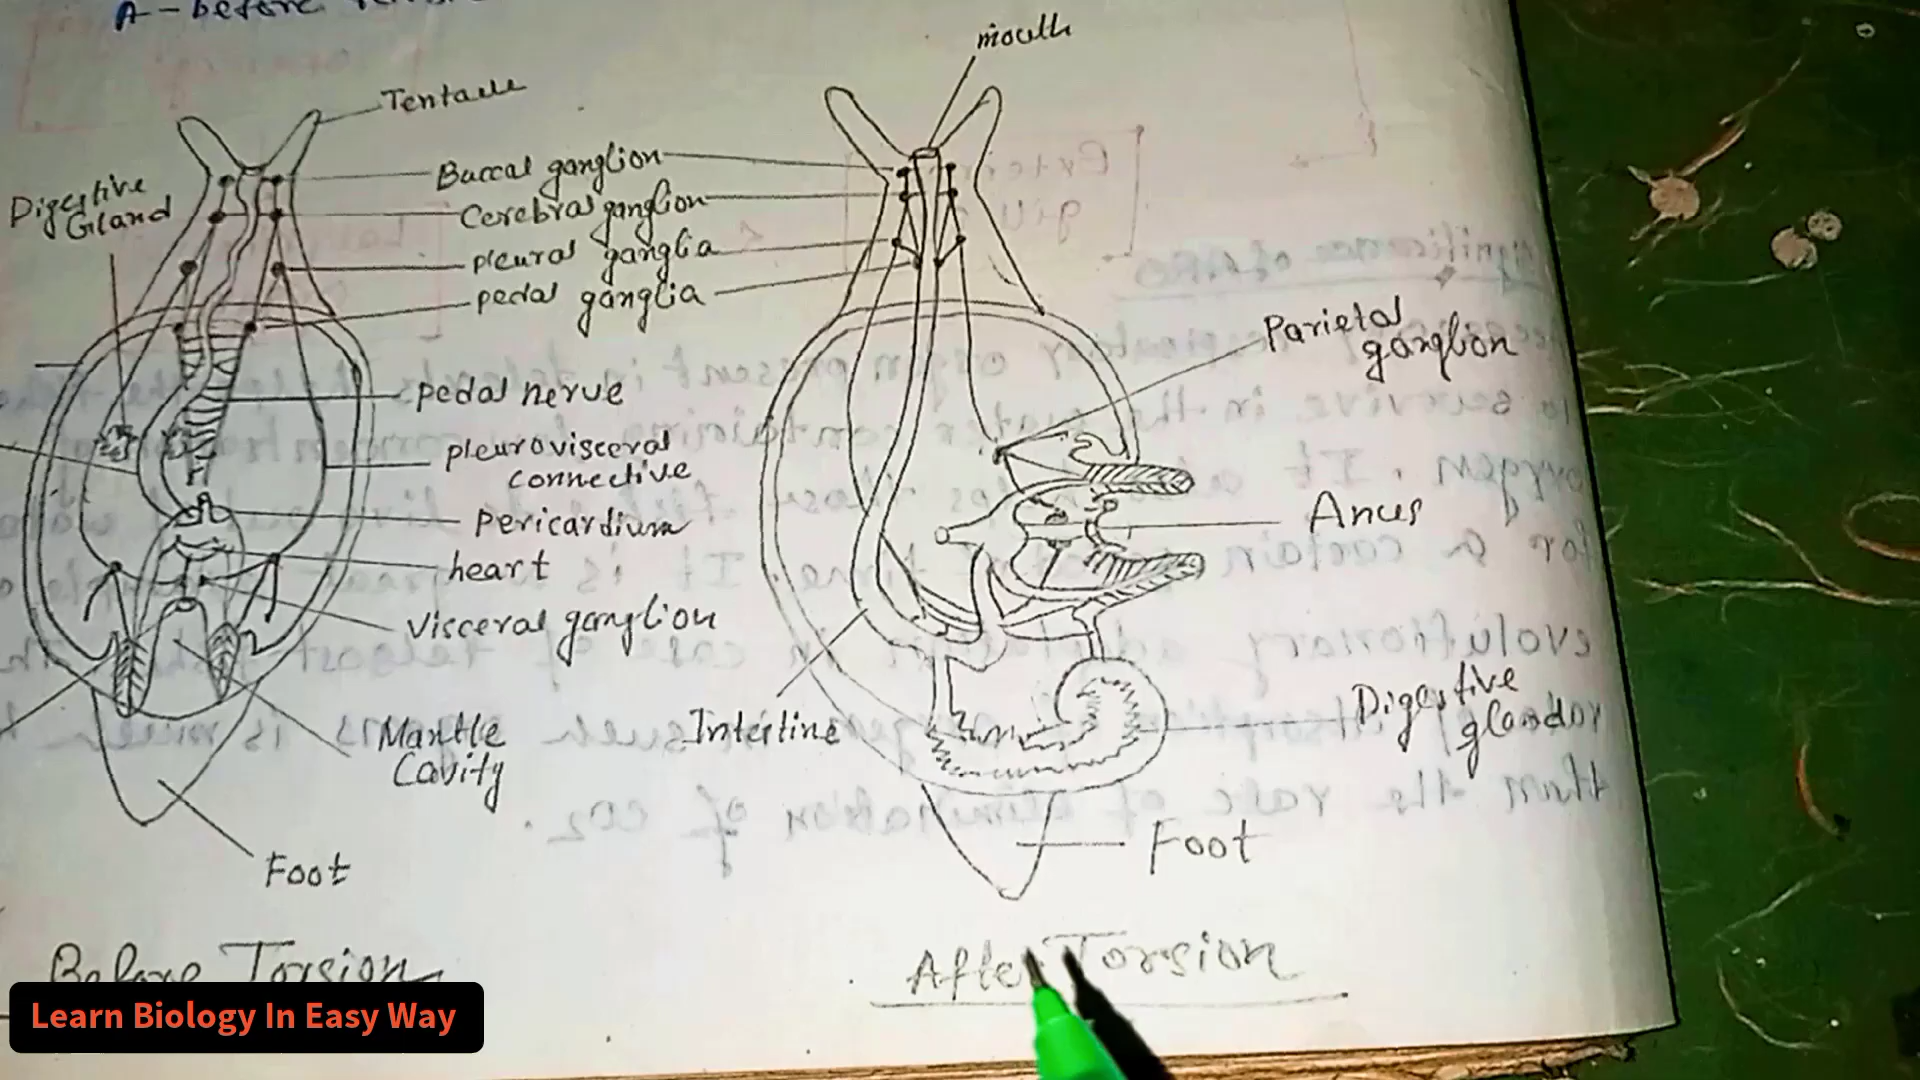 A-before
mouth
Tentacle
Digestive
Gland
Buccal ganglion
Cerebral ganglion
pleural ganglia
pedal ganglia
Parietal
ganglion
pedal nerve
pleurovisceral
connective
Pericardium
heart
visceral ganglion
Anus
Mantle
Cavity
Intestine
Digestive
gland
Foot
Foot
Before Torsion
After Torsion
Learn Biology In Easy Way